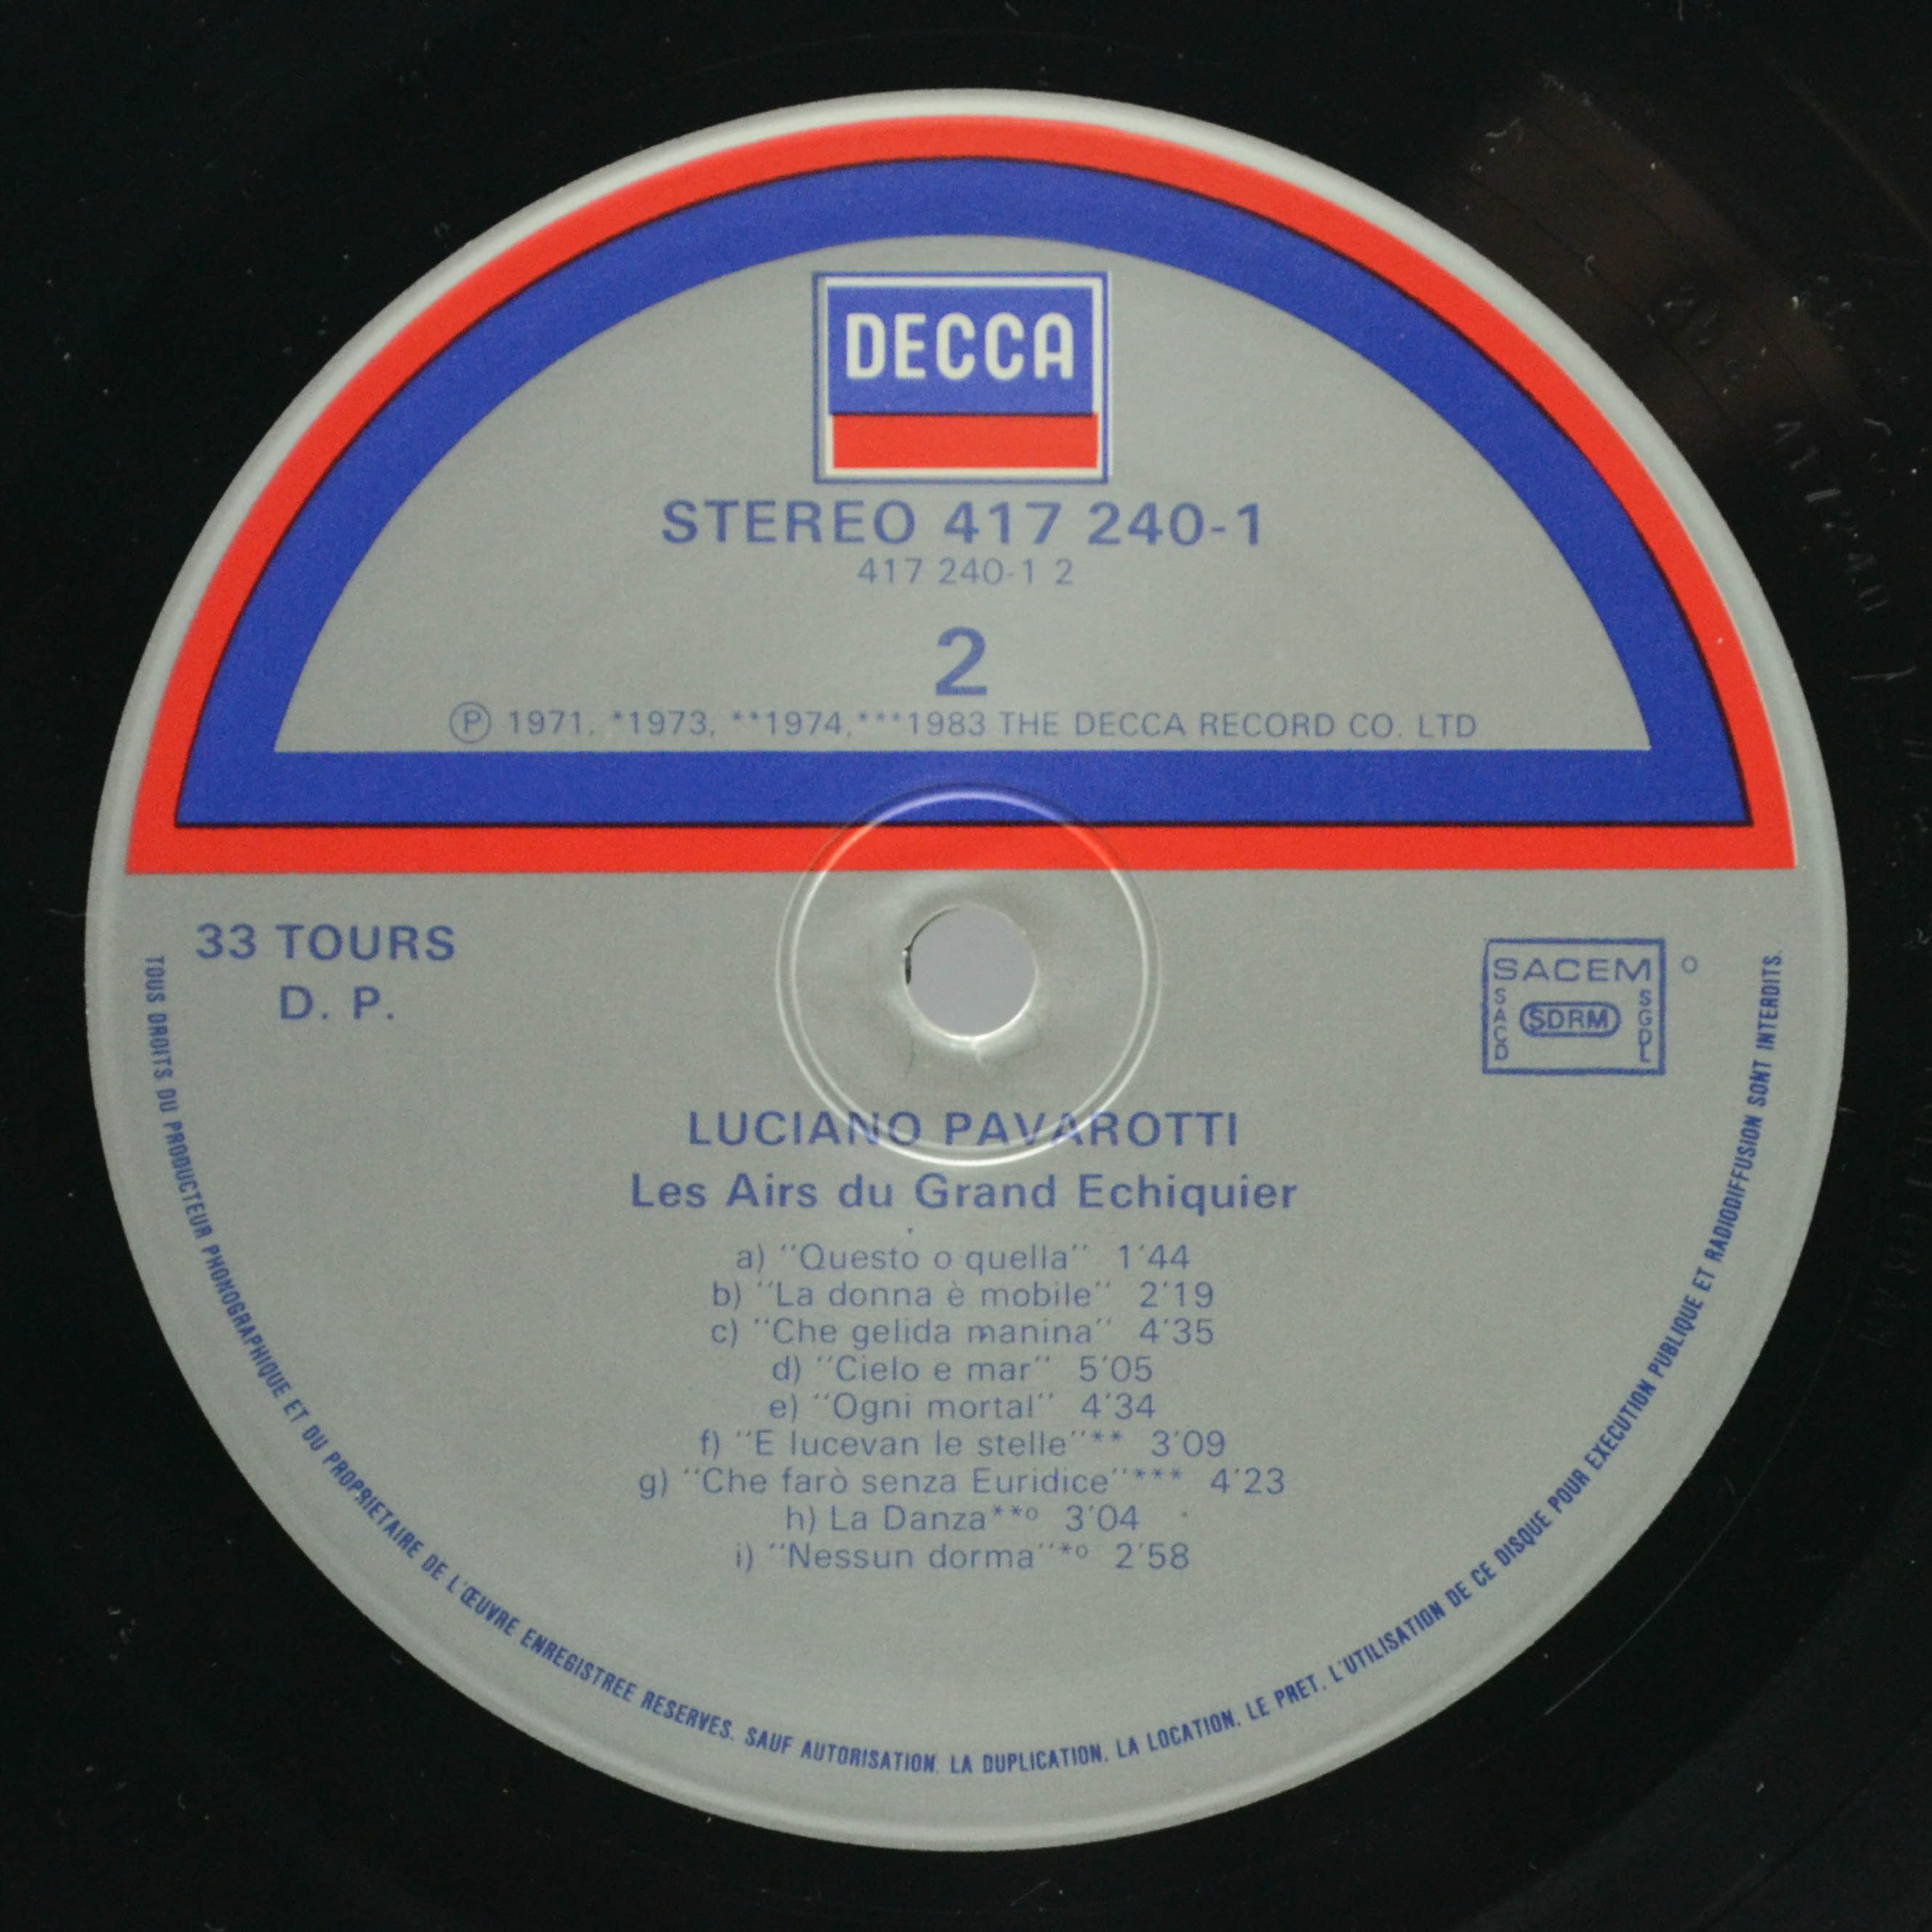 DECCA
STEREO 417 240-1
417 240-1 2
2
Ⓟ 1971, *1973, **1974,***1983 THE DECCA RECORD CO. LTD
33 TOURS
D. P.
SACEM °
SACD
SDRM
SGDL
LUCIANO PAVAROTTI
Les Airs du Grand Echiquier
a) "Questo o quella" 1'44
b) "La donna è mobile" 2'19
c) "Che gelida manina" 4'35
d) "Cielo e mar" 5'05
e) "Ogni mortal" 4'34
f) "E lucevan le stelle"** 3'09
g) "Che farò senza Euridice"*** 4'23
h) La Danza**° 3'04
i) "Nessun dorma"*° 2'58
TOUS DROITS DU PRODUCTEUR PHONOGRAPHIQUE ET DU PROPRIETAIRE DE L'ŒUVRE ENREGISTREE RESERVES. SAUF AUTORISATION, LA DUPLICATION, LA LOCATION, LE PRET, L'UTILISATION DE CE DISQUE POUR EXECUTION PUBLIQUE ET RADIODIFFUSION SONT INTERDITS.